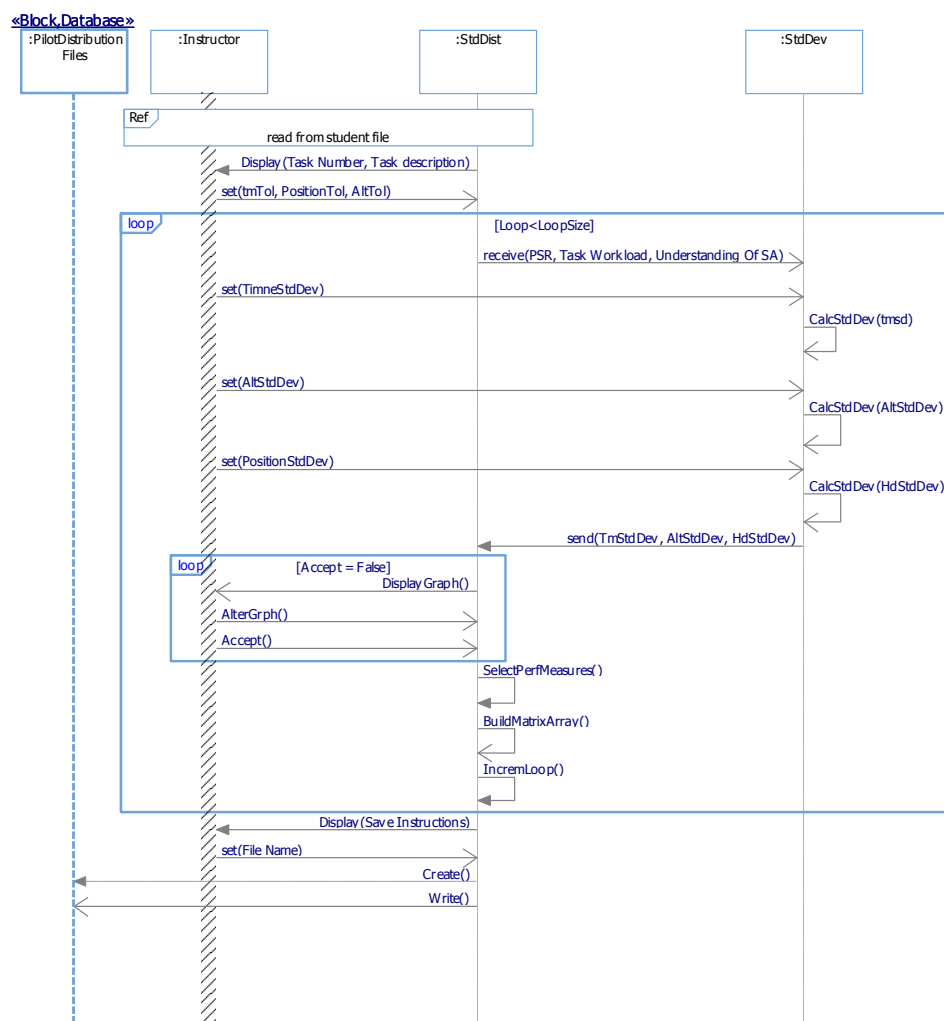 «Block,Database»
:PilotDistribution
Files
:Instructor
:StdDist
:StdDev
Ref
read from student file
Display(Task Number, Task description)
set(tmTol, PositionTol, AltTol)
loop
[Loop<LoopSize]
receive(PSR, Task Workload, Understanding Of SA)
set(TimneStdDev)
CalcStdDev(tmsd)
set(AltStdDev)
CalcStdDev(AltStdDev)
set(PositionStdDev)
CalcStdDev(HdStdDev)
send(TmStdDev, AltStdDev, HdStdDev)
loop
[Accept = False]
DisplayGraph()
AlterGrph()
Accept()
SelectPerfMeasures()
BuildMatrixArray()
IncremLoop()
Display(Save Instructions)
set(File Name)
Create()
Write()